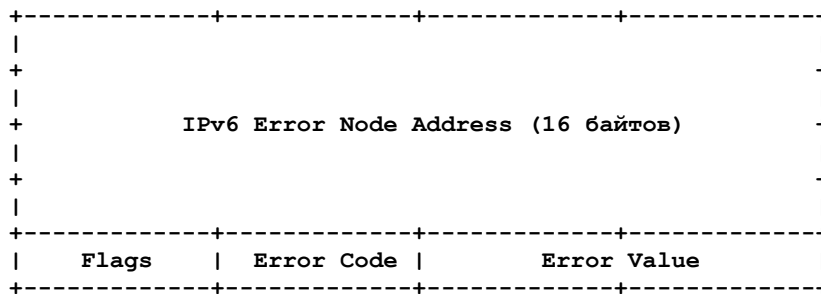 IPv6 Error Node Address (16 байтов)
Flags | Error Code | Error Value